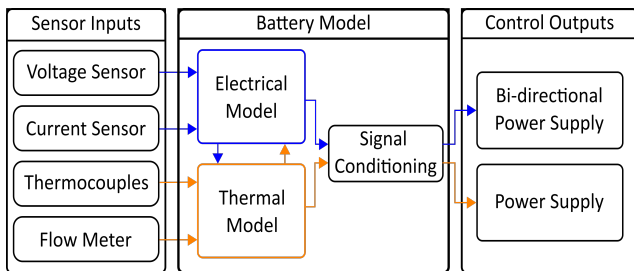 Sensor Inputs
Voltage Sensor
Current Sensor
Thermocouples
Flow Meter
Battery Model
Electrical
Model
Thermal
Model
Signal
Conditioning
Control Outputs
Bi-directional
Power Supply
Power Supply